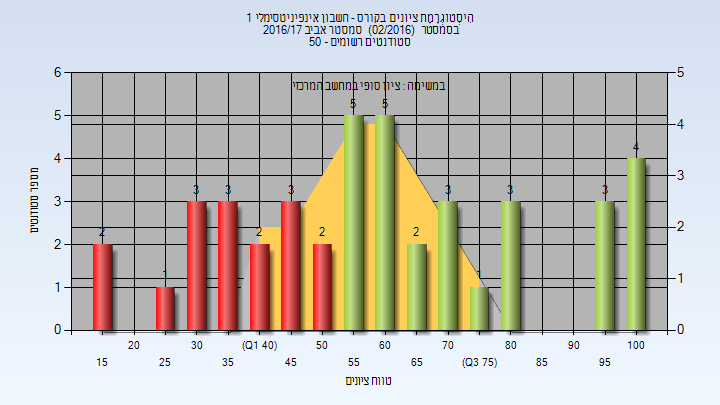 היסטוגרמת ציונים בקורס - חשבון אינפיניטסימלי 1
בסמסטר (02/2016) סמסטר אביב 2016/17
סטודנטים רשומים - 50
במשימה : ציון סופי במחשב המרכזי
6 5 4 3 2 1 0
מספר סטודנטים
5 4 3 2 1 0
2 1 3 3 2 3 2 5 5 2 3 1 3 3 4
20 30 (Q1 40) 50 60 70 80 90 100
15 25 35 45 55 65 (Q3 75) 85 95
טווח ציונים